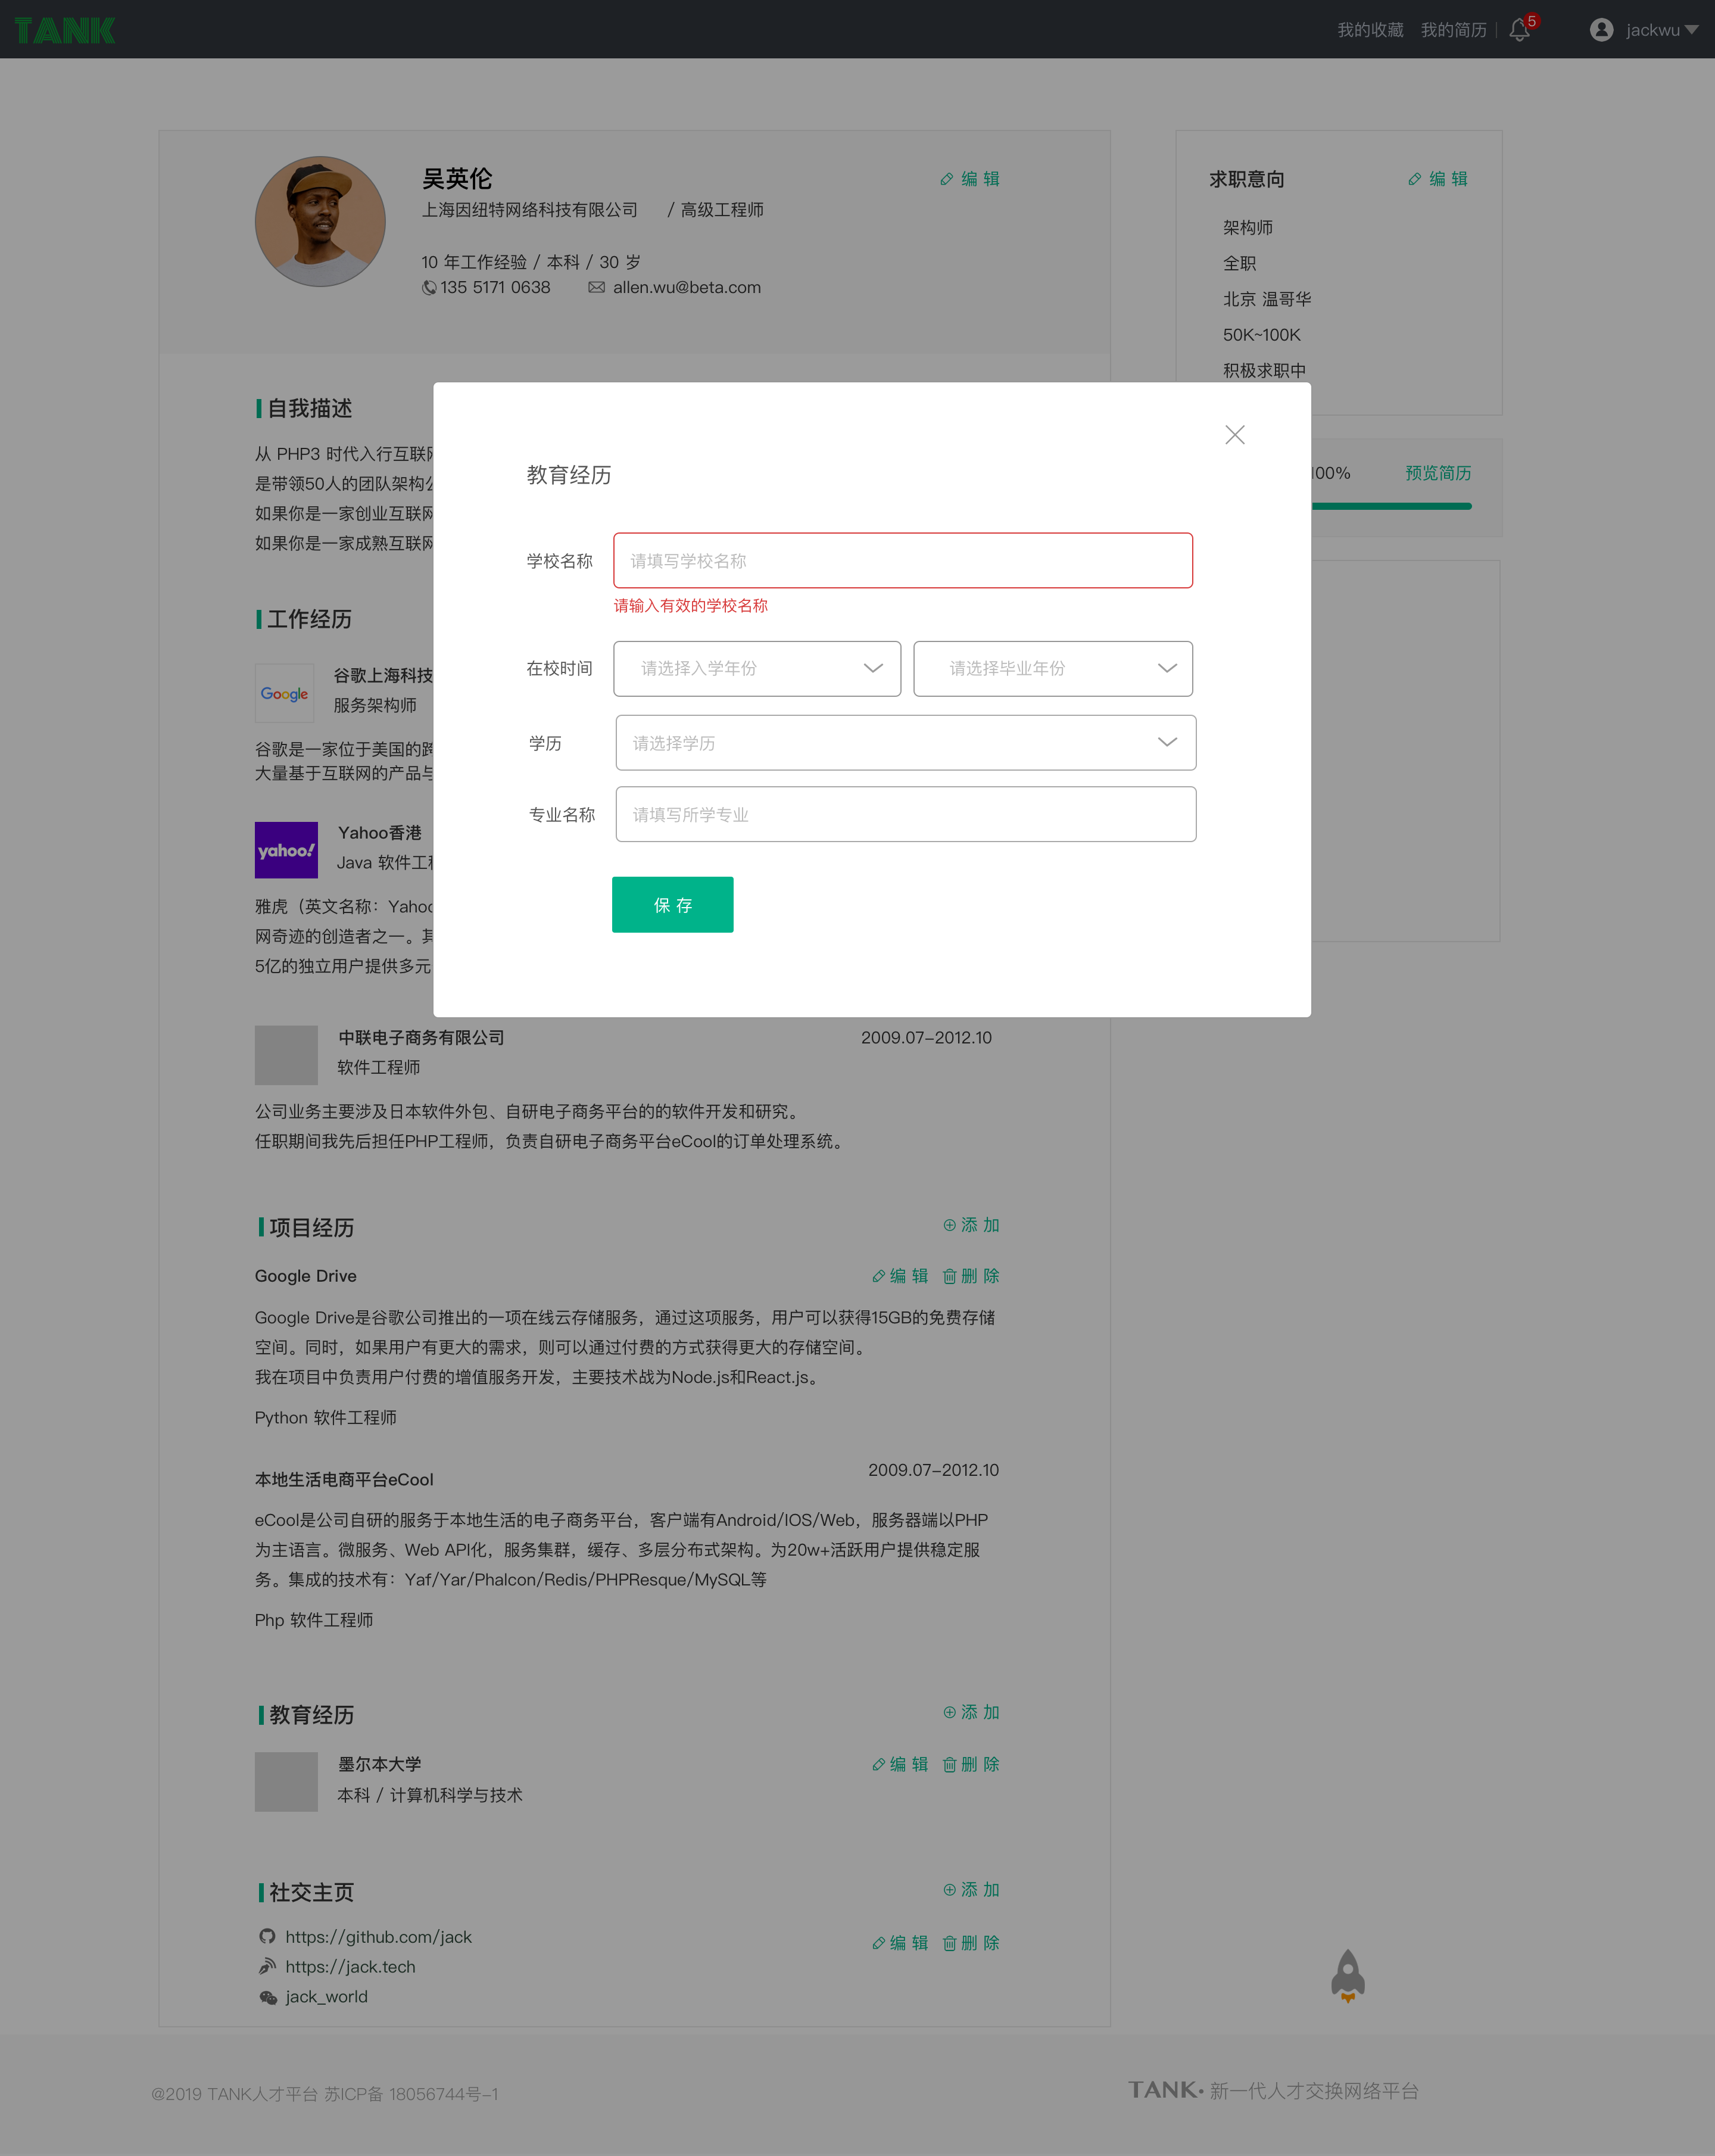 TANK
我的收藏 我的简历 5 jackwu
吴英伦
编 辑
上海因纽特网络科技有限公司 / 高级工程师
10 年工作经验 / 本科 / 30 岁
135 5171 0638 allen.wu@beta.com
求职意向
编 辑
架构师
全职
北京 温哥华
50K~100K
积极求职中
100% 预览简历
自我描述
从 PHP3 时代入行互联
是带领50人的团队架构
如果你是一家创业互联网
如果你是一家成熟互联网
工作经历
Google
谷歌上海科技
服务架构师
谷歌是一家位于美国的跨
大量基于互联网的产品与
yahoo!
Yahoo香港
Java 软件工程
雅虎（英文名称：Yahoo
网奇迹的创造者之一。其
5亿的独立用户提供多元
教育经历
学校名称 请填写学校名称
请输入有效的学校名称
在校时间 请选择入学年份 请选择毕业年份
学历 请选择学历
专业名称 请填写所学专业
保 存
中联电子商务有限公司 2009.07-2012.10
软件工程师
公司业务主要涉及日本软件外包、自研电子商务平台的的软件开发和研究。
任职期间我先后担任PHP工程师，负责自研电子商务平台eCool的订单处理系统。
项目经历 添 加
Google Drive 编 辑 删 除
Google Drive是谷歌公司推出的一项在线云存储服务，通过这项服务，用户可以获得15GB的免费存储
空间。同时，如果用户有更大的需求，则可以通过付费的方式获得更大的存储空间。
我在项目中负责用户付费的增值服务开发，主要技术战为Node.js和React.js。
Python 软件工程师
本地生活电商平台eCool 2009.07-2012.10
eCool是公司自研的服务于本地生活的电子商务平台，客户端有Android/IOS/Web，服务器端以PHP
为主语言。微服务、Web API化，服务集群，缓存、多层分布式架构。为20w+活跃用户提供稳定服
务。集成的技术有：Yaf/Yar/Phalcon/Redis/PHPResque/MySQL等
Php 软件工程师
教育经历 添 加
墨尔本大学 编 辑 删 除
本科 / 计算机科学与技术
社交主页 添 加
https://github.com/jack 编 辑 删 除
https://jack.tech
jack_world
@2019 TANK人才平台 苏ICP备 18056744号-1
TANK• 新一代人才交换网络平台